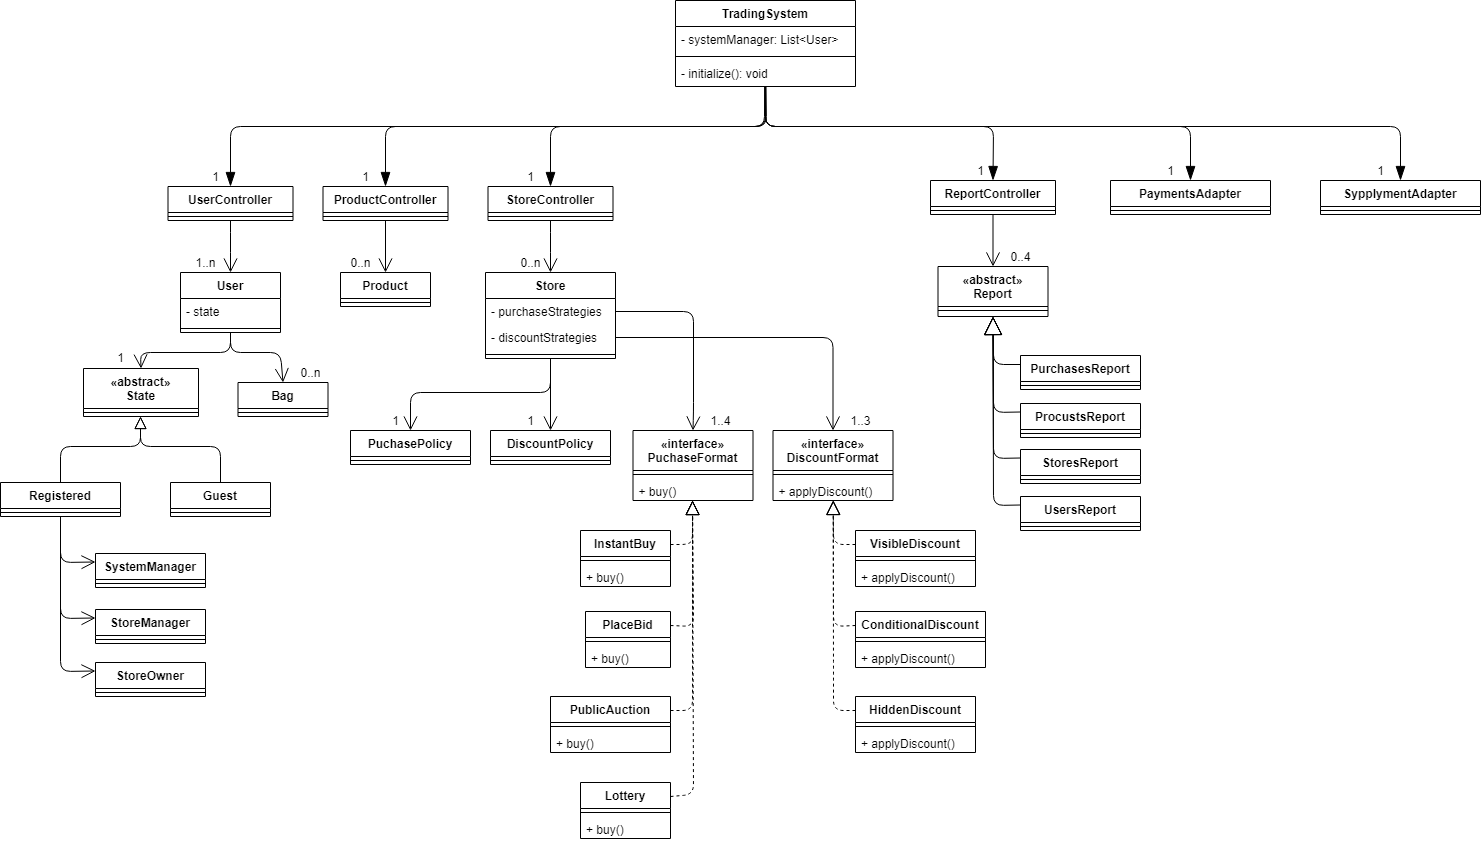 TradingSystem
- systemManager: List<User>
- initialize(): void
1
1
1
1
1
1
UserController
ProductController
StoreController
ReportController
PaymentsAdapter
SypplymentAdapter
1..n
0..n
0..n
0..4
User
- state
Product
Store
- purchaseStrategies
- discountStrategies
«abstract»
Report
1
0..n
«abstract»
State
Bag
PurchasesReport
ProcustsReport
StoresReport
UsersReport
1
1
1..4
1..3
PuchasePolicy
DiscountPolicy
«interface»
PuchaseFormat
+ buy()
«interface»
DiscountFormat
+ applyDiscount()
Registered
Guest
SystemManager
StoreManager
StoreOwner
InstantBuy
+ buy()
PlaceBid
+ buy()
PublicAuction
+ buy()
Lottery
+ buy()
VisibleDiscount
+ applyDiscount()
ConditionalDiscount
+ applyDiscount()
HiddenDiscount
+ applyDiscount()